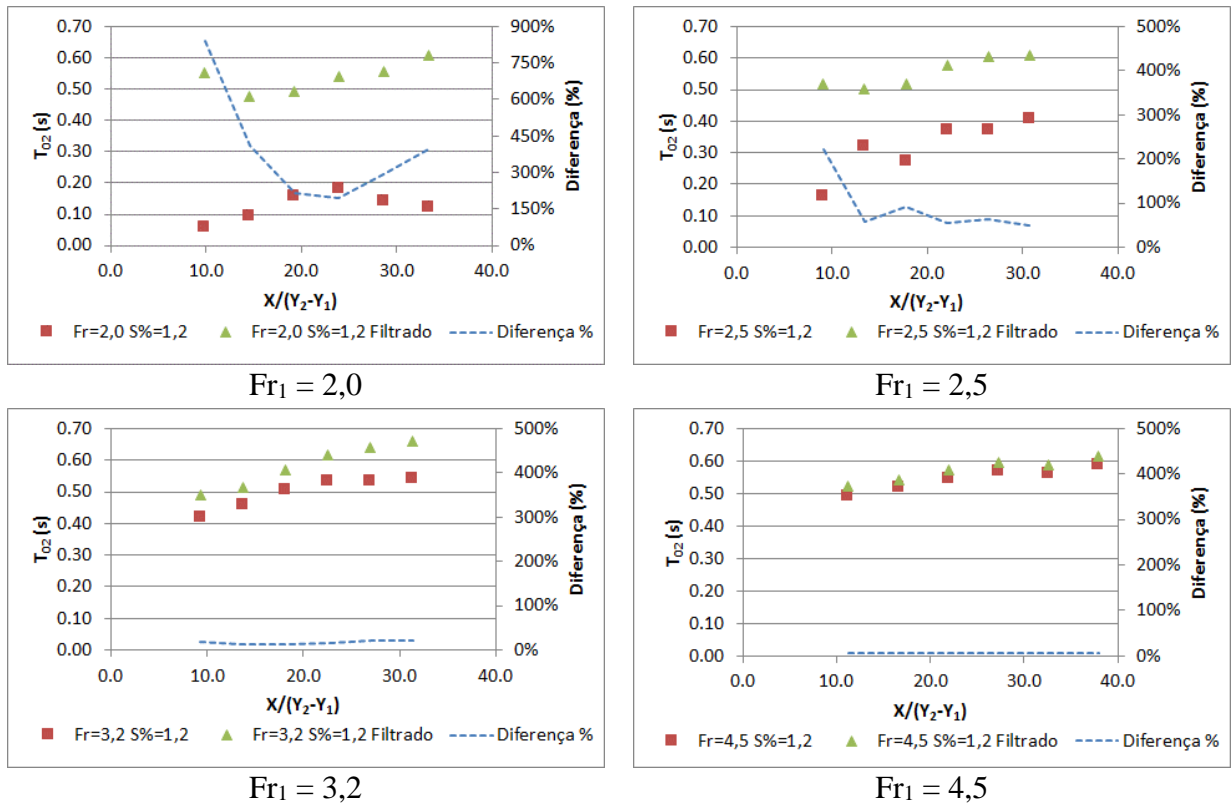 0.70
0.60
0.50
0.40
0.30
0.20
0.10
0.00
T02 (s)
900%
750%
600%
450%
300%
150%
0%
Diferença (%)
0.0 10.0 20.0 30.0 40.0
X/(Y2-Y1)
Fr=2,0 S%=1,2 Fr=2,0 S%=1,2 Filtrado Diferença %
Fr1 = 2,0
0.70
0.60
0.50
0.40
0.30
0.20
0.10
0.00
T02 (s)
500%
400%
300%
200%
100%
0%
Diferença (%)
0.0 10.0 20.0 30.0 40.0
X/(Y2-Y1)
Fr=2,5 S%=1,2 Fr=2,5 S%=1,2 Filtrado Diferença %
Fr1 = 2,5
0.70
0.60
0.50
0.40
0.30
0.20
0.10
0.00
T02 (s)
500%
400%
300%
200%
100%
0%
Diferença (%)
0.0 10.0 20.0 30.0 40.0
X/(Y2-Y1)
Fr=3,2 S%=1,2 Fr=3,2 S%=1,2 Filtrado Diferença %
Fr1 = 3,2
0.70
0.60
0.50
0.40
0.30
0.20
0.10
0.00
T02 (s)
500%
400%
300%
200%
100%
0%
Diferença (%)
0.0 10.0 20.0 30.0 40.0
X/(Y2-Y1)
Fr=4,5 S%=1,2 Fr=4,5 S%=1,2 Filtrado Diferença %
Fr1 = 4,5